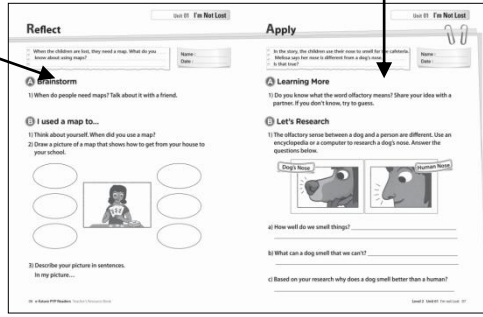 Unit 01 I'm Not Lost
Reflect
When the children are lost, they need a map. What do you
know about using maps?
Name :
Date :
A Brainstorm
1) When do people need maps? Talk about it with a friend.
B I used a map to...
1) Think about yourself. When did you use a map?
2) Draw a picture of a map that shows how to get from your house to
your school.
3) Describe your picture in sentences.
In my picture…
Unit 01 I'm Not Lost
Apply
In the story, the children use their nose to smell for the cafeteria.
Melissa says her nose is different from a dog's nose.
Is that true?
Name :
Date :
A Learning More
1) Do you know what the word olfactory means? Share your idea with a
partner. If you don't know, try to guess.
B Let's Research
1) The olfactory sense between a dog and a person are different. Use an
encyclopedia or a computer to research a dog's nose. Answer the
questions below.
Dog's Nose
Human Nose
a) How well do we smell things?
b) What can a dog smell that we can't?
c) Based on your research why does a dog smell better than a human?